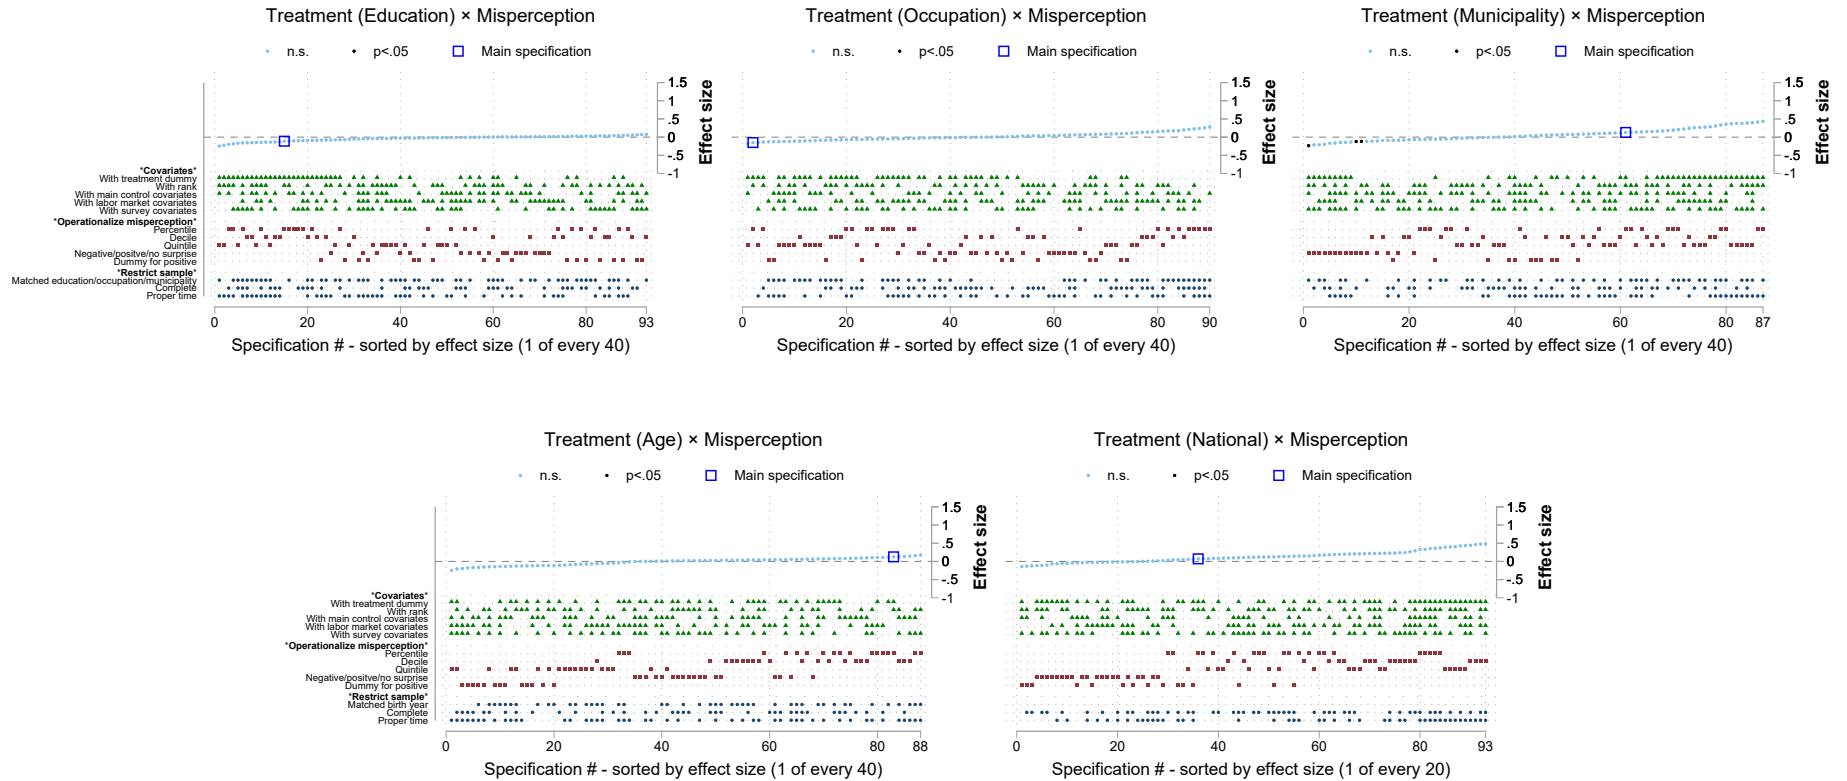 Treatment (Education) × Misperception
n.s. p<.05 Main specification
1.5
1
.5
0
-.5
-1
Effect size
*Covariates*
With treatment dummy
With rank
With main control covariates
With labor market covariates
With survey covariates
*Operationalize misperception*
Percentile
Decile
Quintile
Negative/positve/no surprise
Dummy for positive
*Restrict sample*
Matched education/occupation/municipality
Complete
Proper time
0 20 40 60 80 93
Specification # - sorted by effect size (1 of every 40)
Treatment (Occupation) × Misperception
n.s. p<.05 Main specification
1.5
1
.5
0
-.5
-1
Effect size
0 20 40 60 80 90
Specification # - sorted by effect size (1 of every 40)
Treatment (Municipality) × Misperception
n.s. p<.05 Main specification
1.5
1
.5
0
-.5
-1
Effect size
0 20 40 60 80 87
Specification # - sorted by effect size (1 of every 40)
Treatment (Age) × Misperception
n.s. p<.05 Main specification
1.5
1
.5
0
-.5
-1
Effect size
*Covariates*
With treatment dummy
With rank
With main control covariates
With labor market covariates
With survey covariates
*Operationalize misperception*
Percentile
Decile
Quintile
Negative/positve/no surprise
Dummy for positive
*Restrict sample*
Matched birth year
Complete
Proper time
0 20 40 60 80 88
Specification # - sorted by effect size (1 of every 40)
Treatment (National) × Misperception
n.s. p<.05 Main specification
1.5
1
.5
0
-.5
-1
Effect size
0 20 40 60 80 93
Specification # - sorted by effect size (1 of every 20)